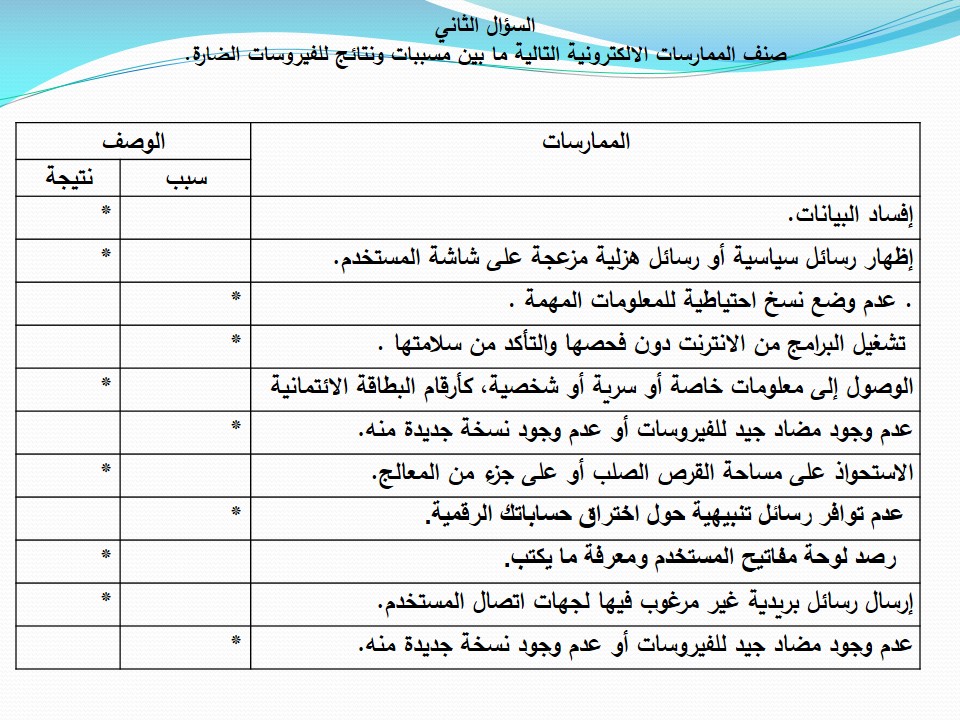 السؤال الثاني
صنف الممارسات الالكترونية التالية ما بين مسببات ونتائج للفيروسات الضارة.
الممارسات الوصف
سبب نتيجة
إفساد البيانات. *
إظهار رسائل سياسية أو رسائل هزلية مزعجة على شاشة المستخدم. *
. عدم وضع نسخ احتياطية للمعلومات المهمة . *
تشغيل البرامج من الانترنت دون فحصها والتأكد من سلامتها . *
الوصول إلى معلومات خاصة أو سرية أو شخصية، كأرقام البطاقة الائتمانية *
عدم وجود مضاد جيد للفيروسات أو عدم وجود نسخة جديدة منه. *
الاستحواذ على مساحة القرص الصلب أو على جزء من المعالج. *
عدم توافر رسائل تنبيهية حول اختراق حساباتك الرقمية. *
رصد لوحة مفاتيح المستخدم ومعرفة ما يكتب. *
إرسال رسائل بريدية غير مرغوب فيها لجهات اتصال المستخدم. *
عدم وجود مضاد جيد للفيروسات أو عدم وجود نسخة جديدة منه. *